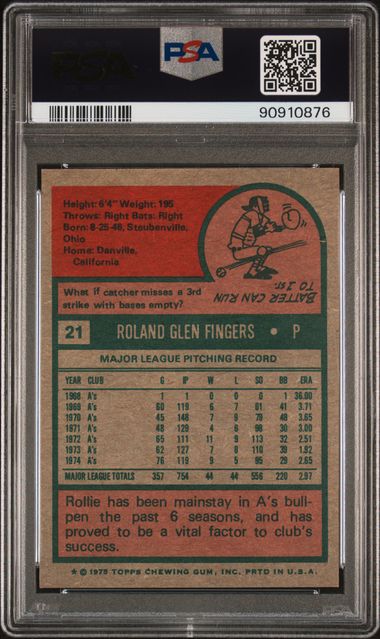 PSA
PSA
90910876
Height: 6'4" Weight: 195
Throws: Right Bats: Right
Born: 8-25-46, Steubenville,
Ohio
Home: Danville,
California
What if catcher misses a 3rd
strike with bases empty?
BATTER CAN RUN
TO 1st.
21 ROLAND GLEN FINGERS • P
MAJOR LEAGUE PITCHING RECORD
YEAR CLUB G IP W L SO BB ERA
1968 A's 1 1 0 0 0 1 36.00
1969 A's 60 119 6 7 61 41 3.71
1970 A's 45 148 7 9 79 48 3.65
1971 A's 48 129 4 6 98 30 3.00
1972 A's 65 111 11 9 113 32 2.51
1973 A's 62 127 7 8 110 39 1.92
1974 A's 76 119 9 5 95 29 2.65
MAJOR LEAGUE TOTALS 357 754 44 44 556 220 2.97
Rollie has been mainstay in A's bull-
pen the past 6 seasons, and has
proved to be a vital factor to club's
success.
★ © 1975 TOPPS CHEWING GUM, INC. PRTD IN U.S.A.